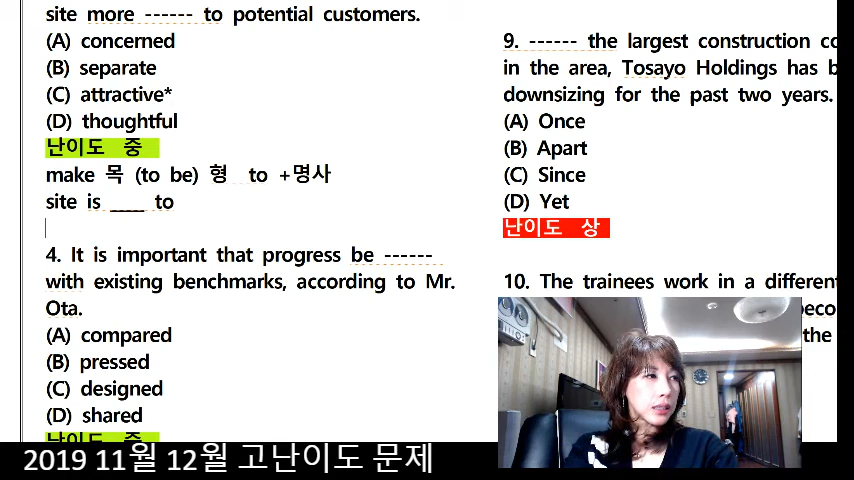 site more ------ to potential customers.
(A) concerned
(B) separate
(C) attractive*
(D) thoughtful
난이도 중
make 목 (to be) 형 to +명사
site is ____ to
4. It is important that progress be ------
with existing benchmarks, according to Mr.
Ota.
(A) compared
(B) pressed
(C) designed
(D) shared
난이도 중
9. ------ the largest construction
in the area, Tosayo Holdings has
downsizing for the past two years.
(A) Once
(B) Apart
(C) Since
(D) Yet
난이도 상
10. The trainees work in a different
the
2019 11월 12월 고난이도 문제